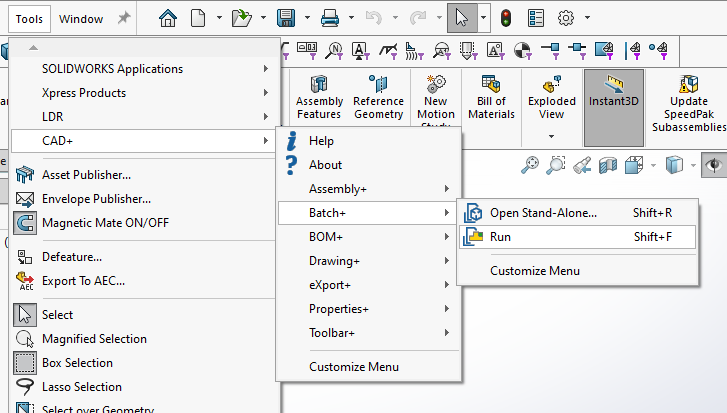 Tools
Window
SOLIDWORKS Applications
Xpress Products
LDR
CAD+
Asset Publisher...
Envelope Publisher...
Magnetic Mate ON/OFF
Defeature...
Export To AEC...
Select
Magnified Selection
Box Selection
Lasso Selection
Select over Geometry
Help
About
Assembly+
Batch+
BOM+
Drawing+
eXport+
Properties+
Toolbar+
Customize Menu
Open Stand-Alone... Shift+R
Run Shift+F
Customize Menu
Assembly
Features
Reference
Geometry
New
Motion
Study
Bill of
Materials
Exploded
View
Instant3D
Update
SpeedPak
Subassemblies